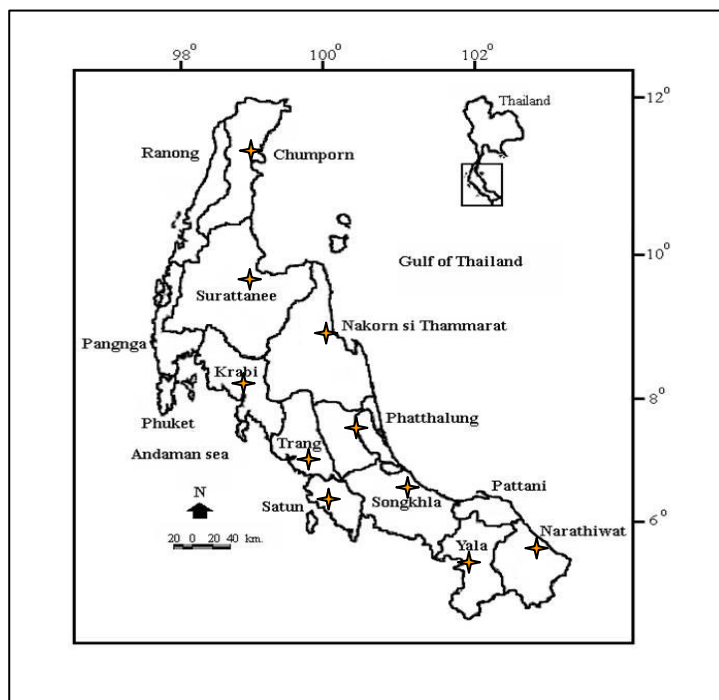 98°
100°
102°
12°
Thailand
Ranong
Chumporn
10°
Gulf of Thailand
Surattanee
Nakorn si Thammarat
Pangnga
Krabi
8°
Phuket
Phatthalung
Andaman sea
Trang
N
Satun
Songkhla
Pattani
6°
Narathiwat
Yala
20 0 20 40 km.